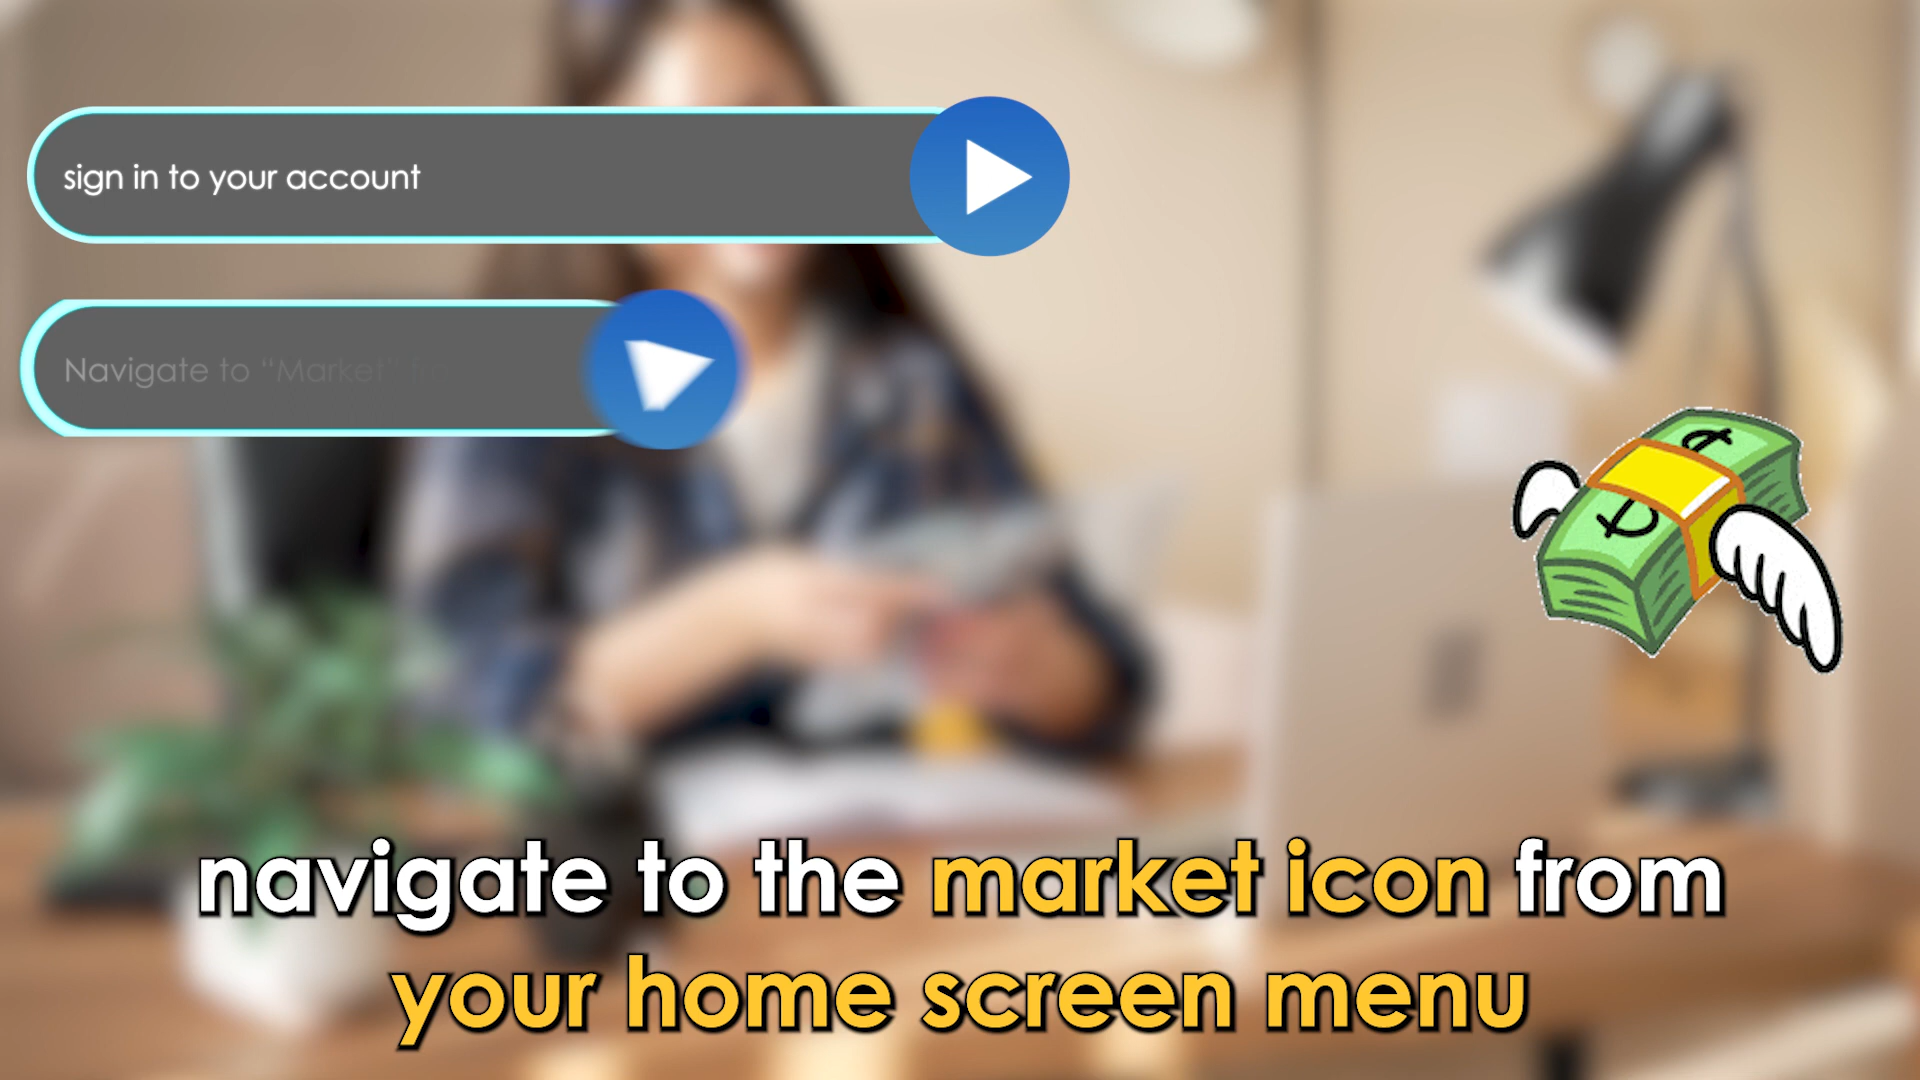 sign in to your account
Navigate to “Market”
navigate to the market icon from
your home screen menu